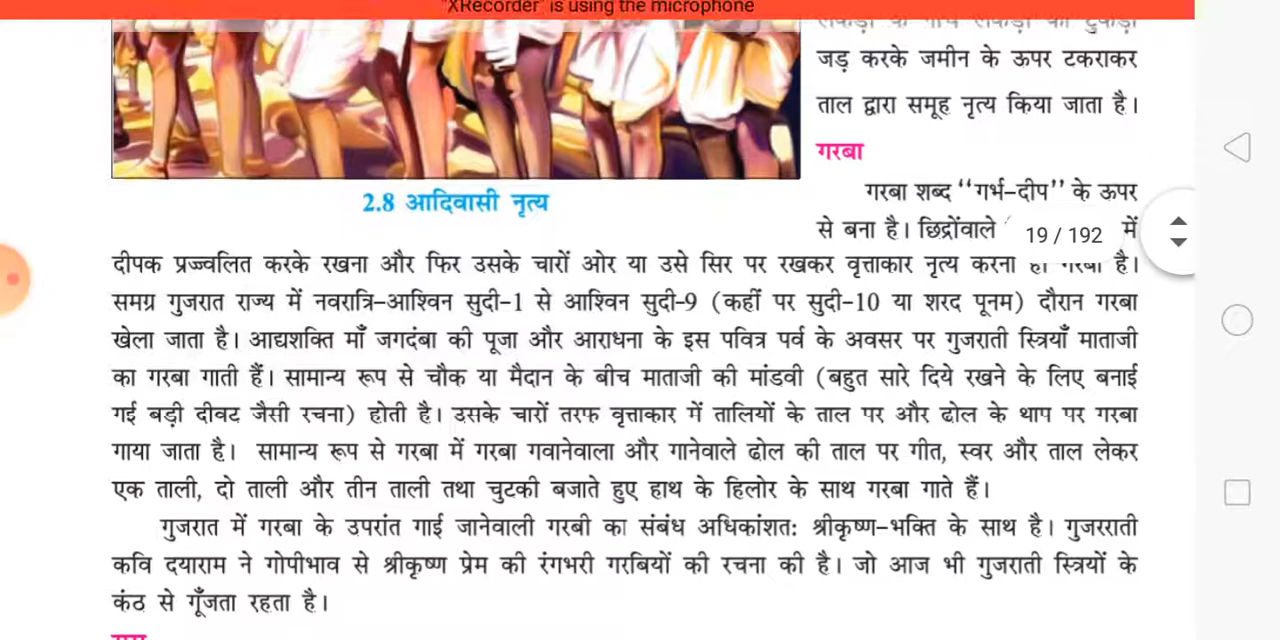 "XRecorder" is using the microphone
जड़ करके जमीन के ऊपर टकराकर
ताल द्वारा समूह नृत्य किया जाता है।
गरबा
2.8 आदिवासी नृत्य
गरबा शब्द "गर्भ-दीप" के ऊपर
से बना है। छिद्रोंवाले में
19 / 192
दीपक प्रज्ज्वलित करके रखना और फिर उसके चारों ओर या उसे सिर पर रखकर वृत्ताकार नृत्य करना ही गरबा है।
समग्र गुजरात राज्य में नवरात्रि-आश्विन सुदी-1 से आश्विन सुदी-9 (कहीं पर सुदी-10 या शरद पूनम) दौरान गरबा
खेला जाता है। आद्यशक्ति माँ जगदंबा की पूजा और आराधना के इस पवित्र पर्व के अवसर पर गुजराती स्त्रियाँ माताजी
का गरबा गाती हैं। सामान्य रूप से चौक या मैदान के बीच माताजी की मांडवी (बहुत सारे दिये रखने के लिए बनाई
गई बड़ी दीवट जैसी रचना) होती है। उसके चारों तरफ वृत्ताकार में तालियों के ताल पर और ढोल के थाप पर गरबा
गाया जाता है। सामान्य रूप से गरबा में गरबा गवानेवाला और गानेवाले ढोल की ताल पर गीत, स्वर और ताल लेकर
एक ताली, दो ताली और तीन ताली तथा चुटकी बजाते हुए हाथ के हिलोर के साथ गरबा गाते हैं।
गुजरात में गरबा के उपरांत गाई जानेवाली गरबी का संबंध अधिकांशत: श्रीकृष्ण-भक्ति के साथ है। गुजरराती
कवि दयाराम ने गोपीभाव से श्रीकृष्ण प्रेम की रंगभरी गरबियों की रचना की है। जो आज भी गुजराती स्त्रियों के
कंठ से गूँजता रहता है।